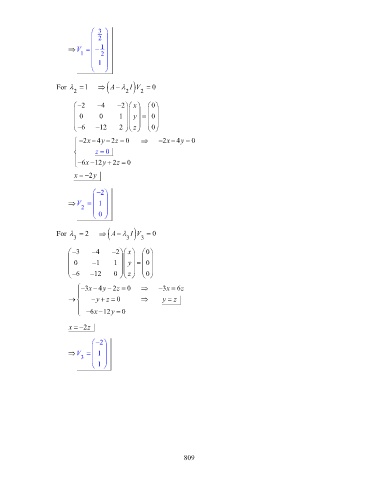 ⇒ V₁ = (3/2, −1/2, 1)
For λ₂ = 1 ⇒ (A − λ₂I)V₂ = 0
(−2 −4 −2) (x) (0)
(0 0 1) (y) = (0)
(−6 −12 2) (z) (0)
−2x − 4y − 2z = 0 ⇒ −2x − 4y = 0
z = 0
−6x − 12y + 2z = 0
x = −2y
⇒ V₂ = (−2, 1, 0)
For λ₃ = 2 ⇒ (A − λ₃I)V₃ = 0
(−3 −4 −2) (x) (0)
(0 −1 1) (y) = (0)
(−6 −12 0) (z) (0)
−3x − 4y − 2z = 0 ⇒ −3x = 6z
→ { −y + z = 0 ⇒ y = z
−6x − 12y = 0
x = −2z
⇒ V₃ = (−2, 1, 1)
809